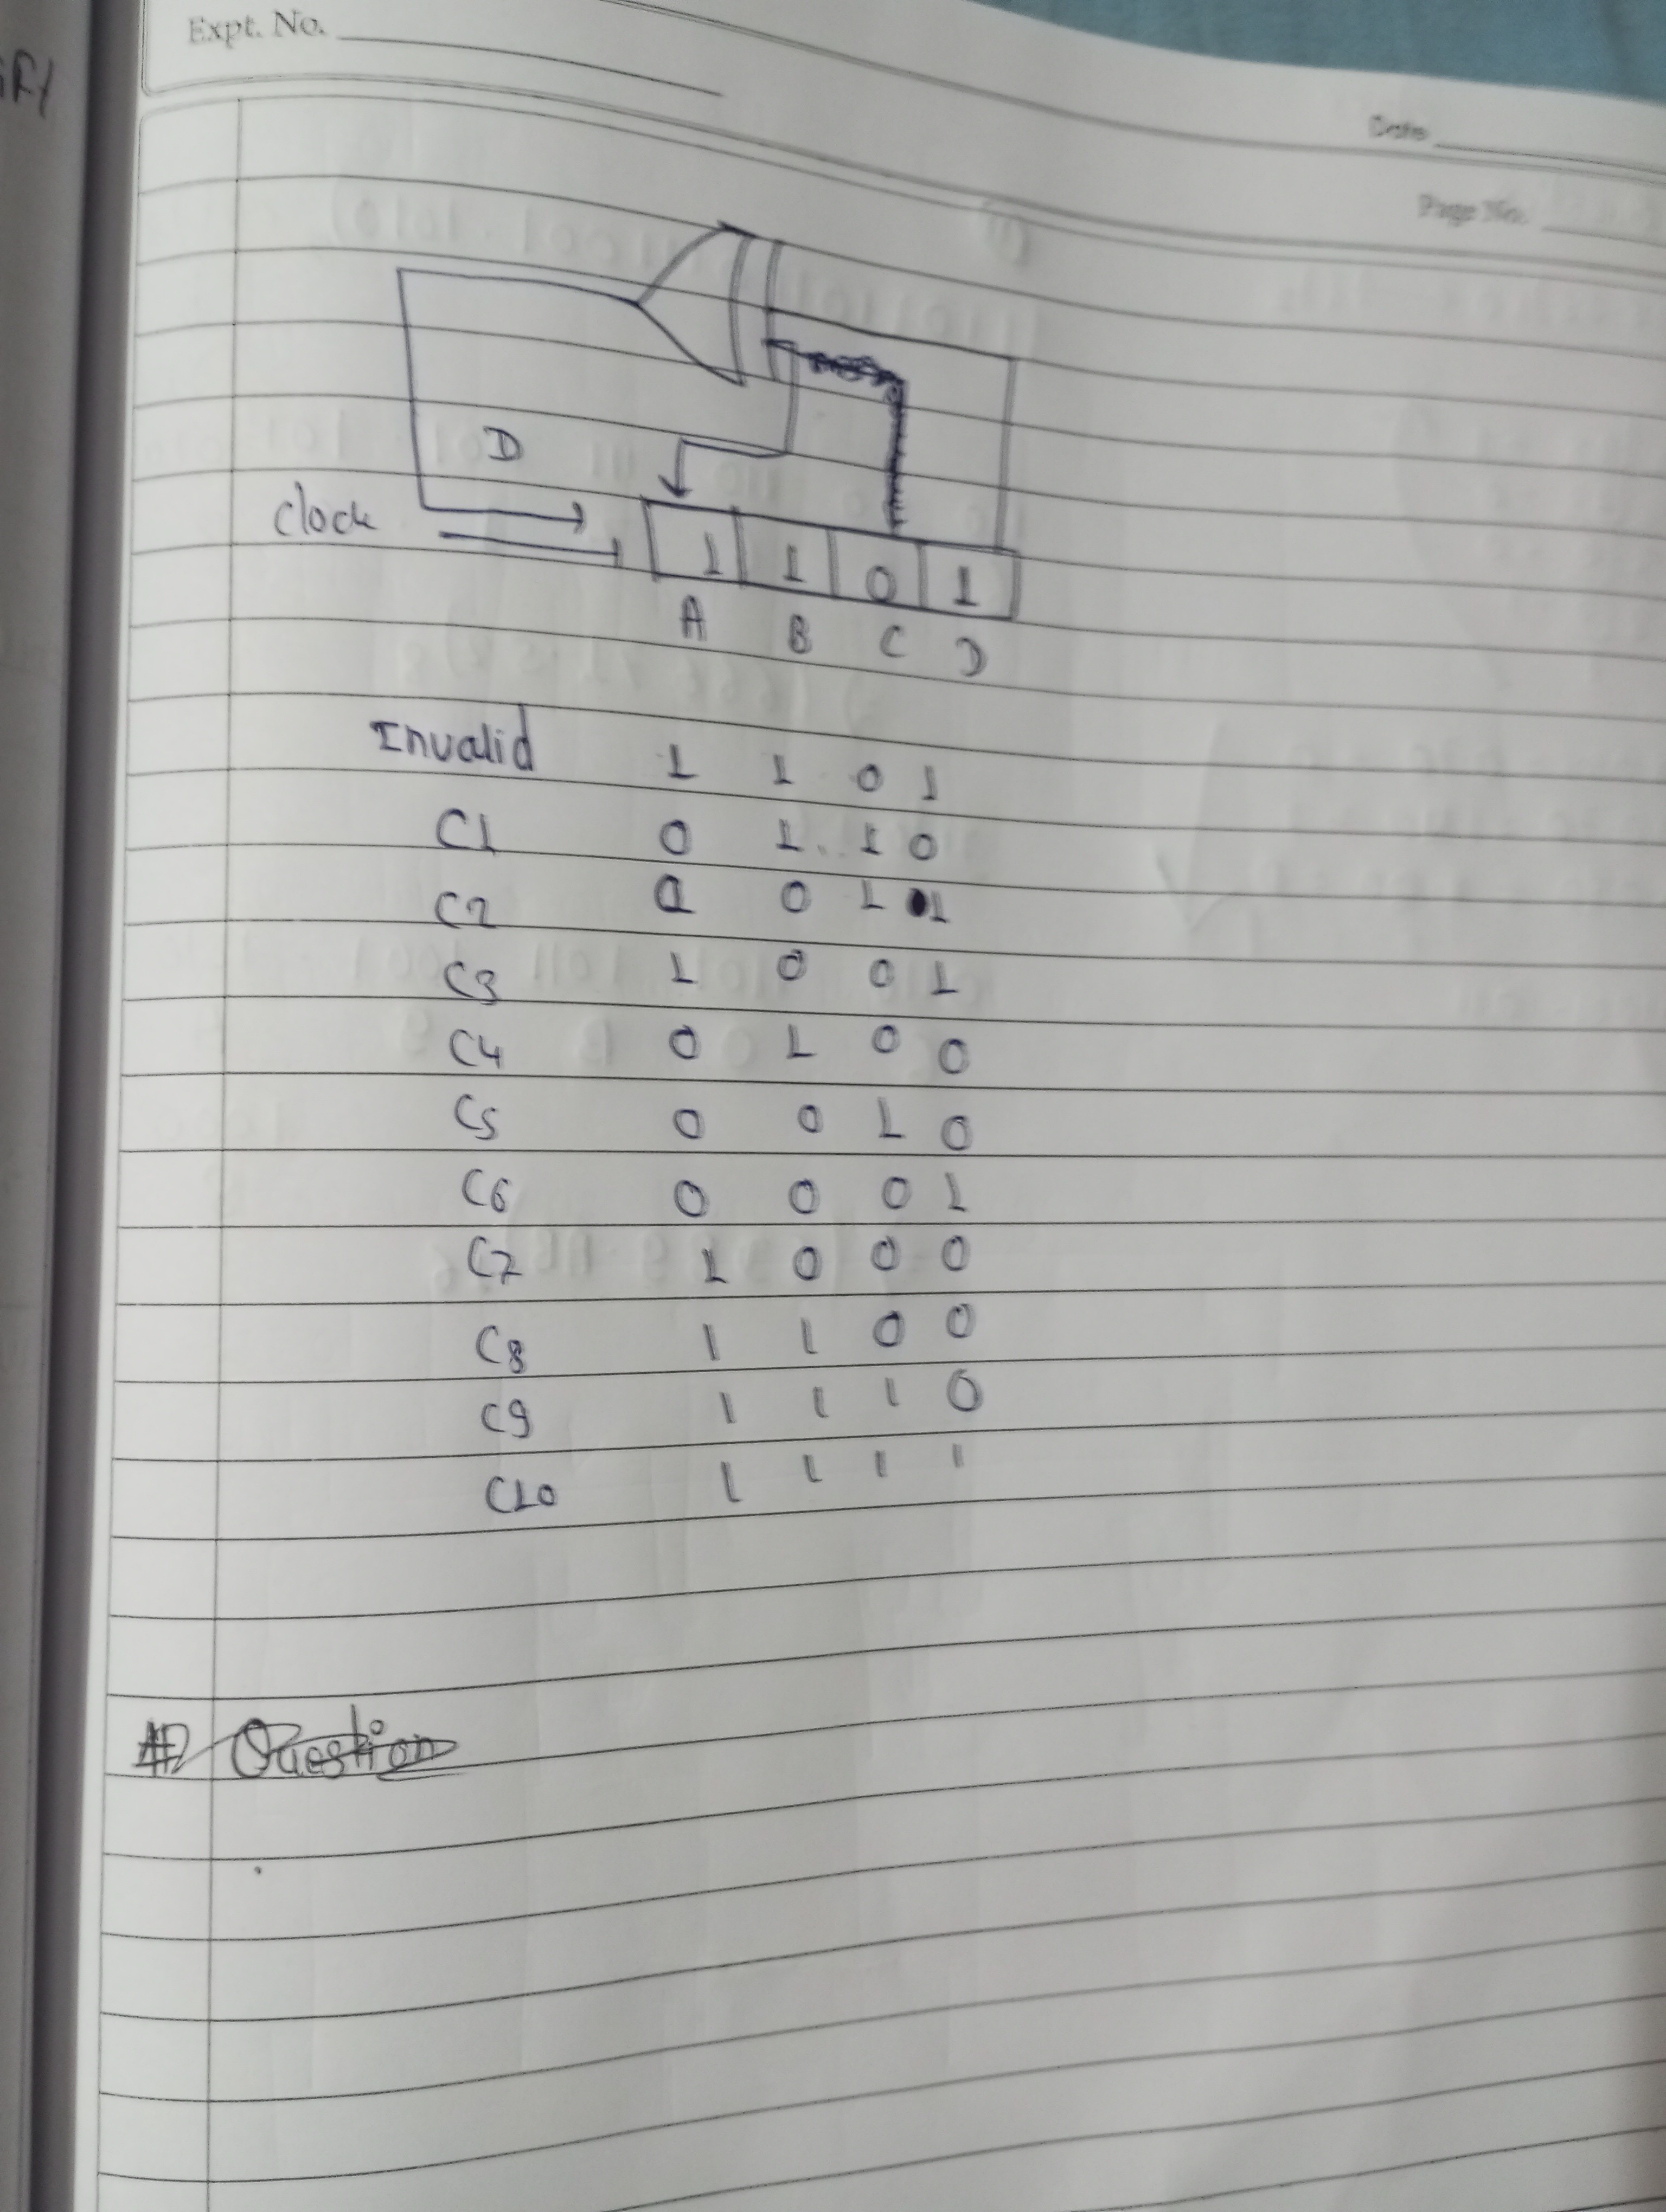 Expt. No.
Date
Page No.
D
Clock
1 1 0 1
A B C D
Invalid 1 1 0 1
C1 0 1 1 0
C2 0 1 1
C3 1 0 0 1
C4 0 1 0 0
C5 0 0 1 0
C6 0 0 0 1
C7 1 0 0 0
C8 1 1 0 0
C9 1 1 1 0
C10 1 1 1 1
#2 Question